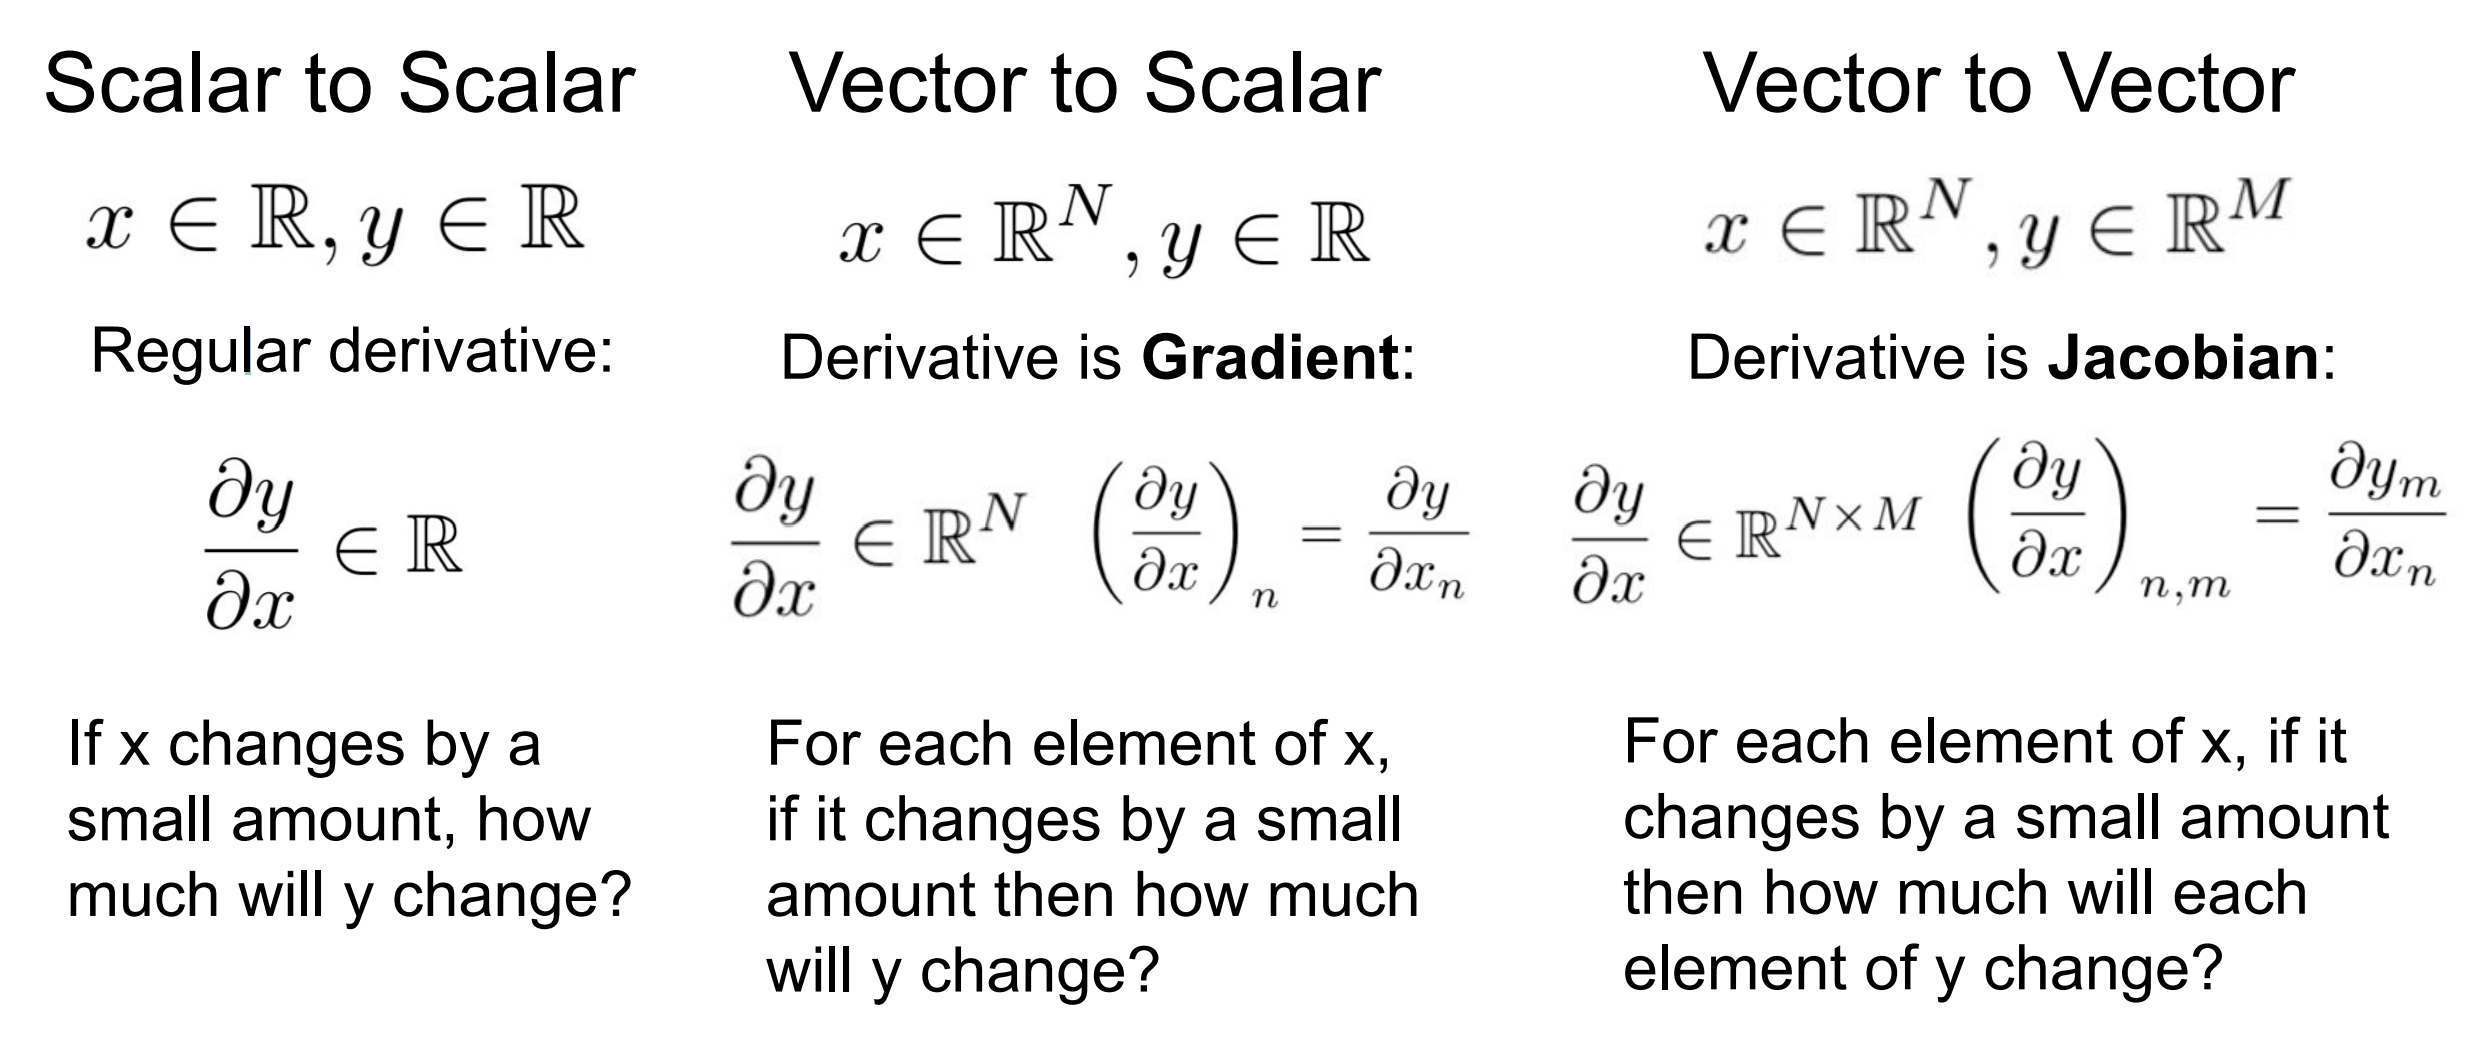 Scalar to Scalar
x ∈ ℝ, y ∈ ℝ
Regular derivative:
∂y/∂x ∈ ℝ
If x changes by a
small amount, how
much will y change?
Vector to Scalar
x ∈ ℝ^N, y ∈ ℝ
Derivative is Gradient:
∂y/∂x ∈ ℝ^N (∂y/∂x)_n = ∂y/∂x_n
For each element of x,
if it changes by a small
amount then how much
will y change?
Vector to Vector
x ∈ ℝ^N, y ∈ ℝ^M
Derivative is Jacobian:
∂y/∂x ∈ ℝ^{N×M} (∂y/∂x)_{n,m} = ∂y_m/∂x_n
For each element of x, if it
changes by a small amount
then how much will each
element of y change?